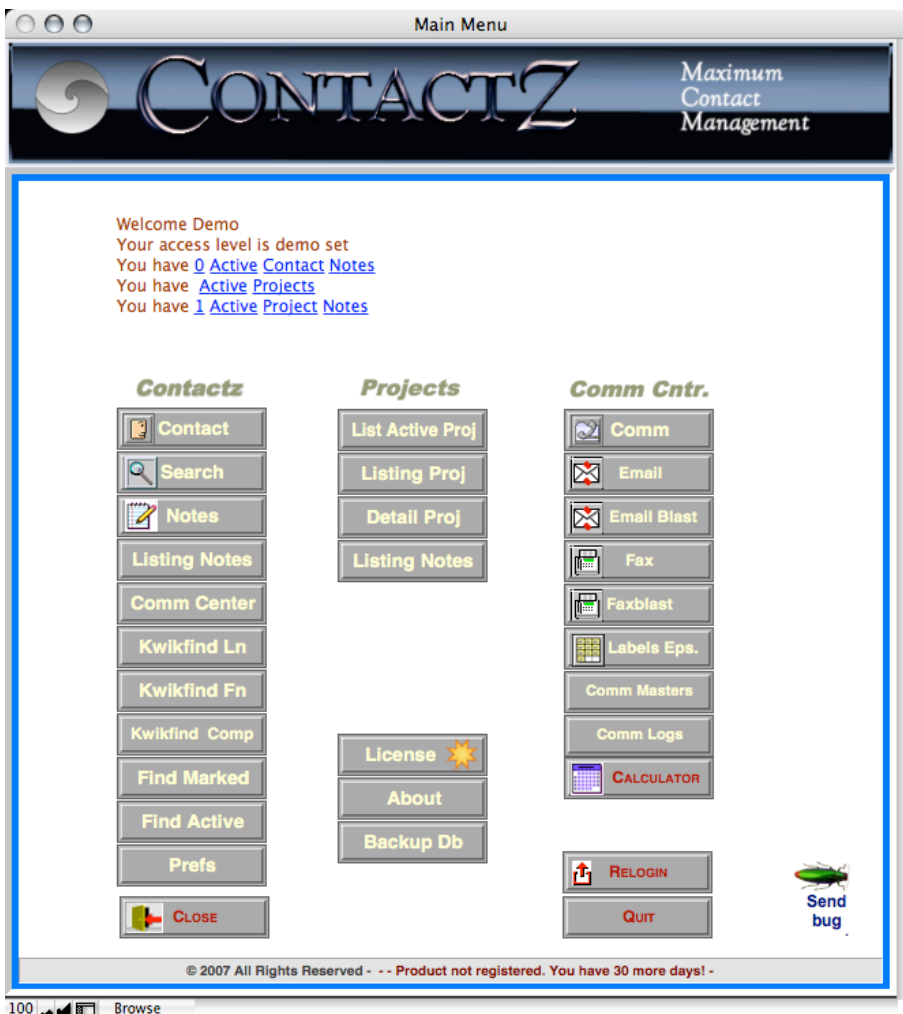 Main Menu
CONTACTZ
Maximum
Contact
Management
Welcome Demo
Your access level is demo set
You have 0 Active Contact Notes
You have Active Projects
You have 1 Active Project Notes
Contactz
Contact
Search
Notes
Listing Notes
Comm Center
Kwikfind Ln
Kwikfind Fn
Kwikfind Comp
Find Marked
Find Active
Prefs
CLOSE
Projects
List Active Proj
Listing Proj
Detail Proj
Listing Notes
License
About
Backup Db
Comm Cntr.
Comm
Email
Email Blast
Fax
Faxblast
Labels Eps.
Comm Masters
Comm Logs
CALCULATOR
RELOGIN
QUIT
Send
bug
© 2007 All Rights Reserved - - - Product not registered. You have 30 more days! -
100 Browse